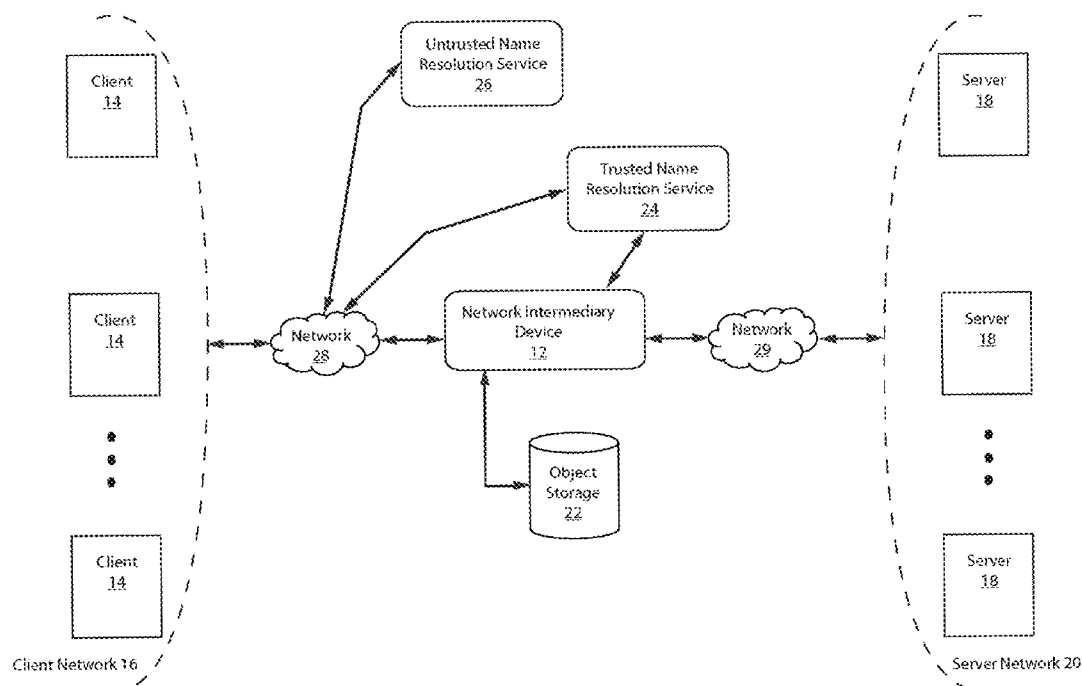 Untrusted Name
Resolution Service
26
Client
14
Server
18
Trusted Name
Resolution Service
24
Client
14
Network
28
Network Intermediary
Device
12
Network
29
Server
18
Object
Storage
22
Client
14
Server
18
Client Network 16
Server Network 20